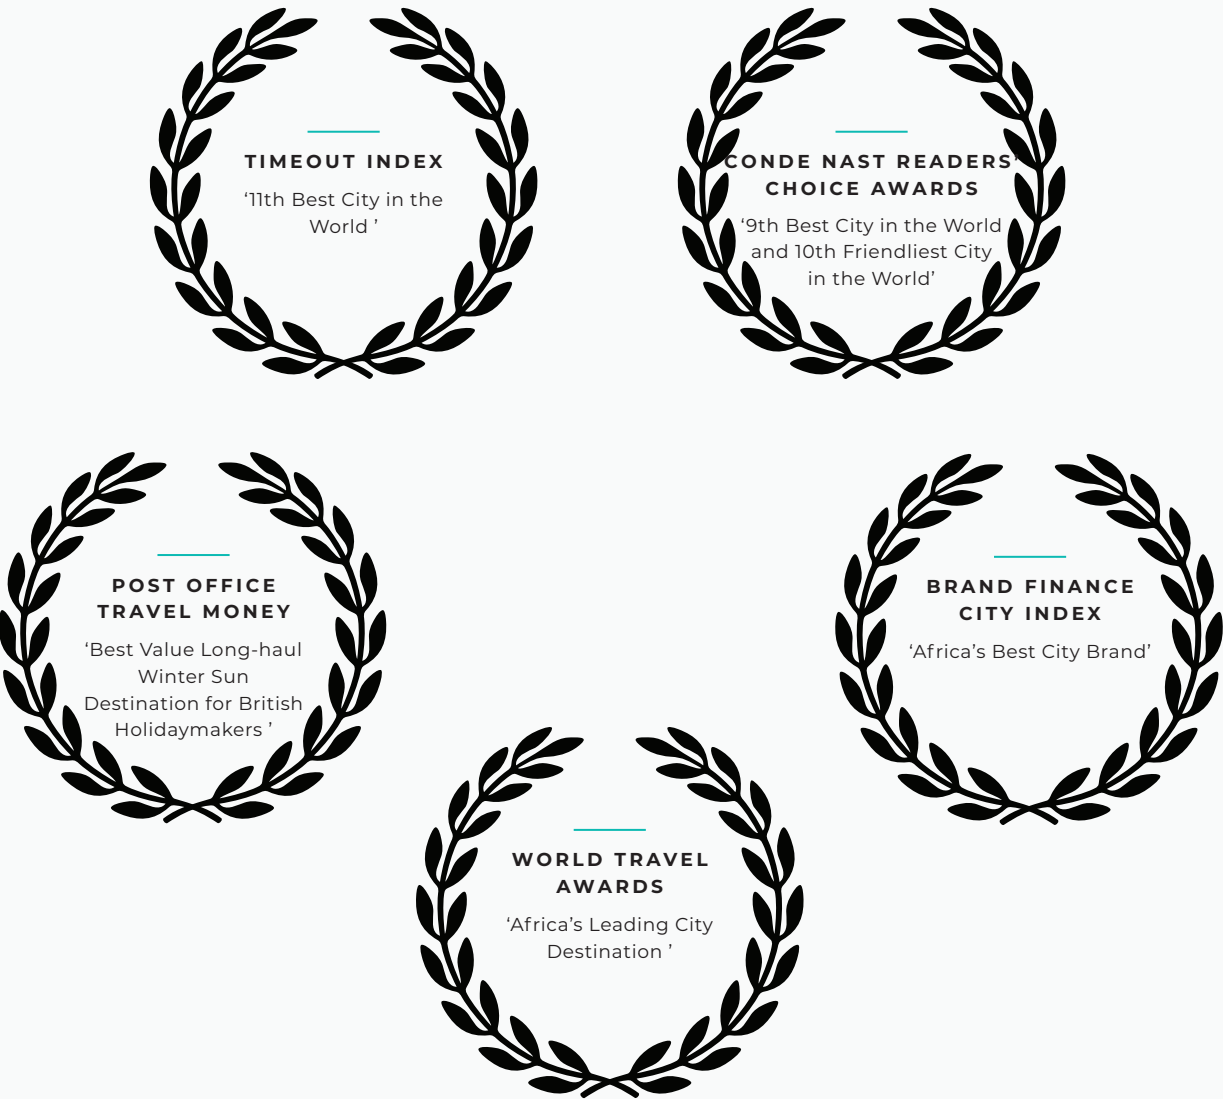 TIMEOUT INDEX
‘11th Best City in the
World ’
CONDE NAST READERS’
CHOICE AWARDS
‘9th Best City in the World
and 10th Friendliest City
in the World’
POST OFFICE
TRAVEL MONEY
‘Best Value Long-haul
Winter Sun
Destination for British
Holidaymakers ’
BRAND FINANCE
CITY INDEX
‘Africa’s Best City Brand’
WORLD TRAVEL
AWARDS
‘Africa’s Leading City
Destination ’